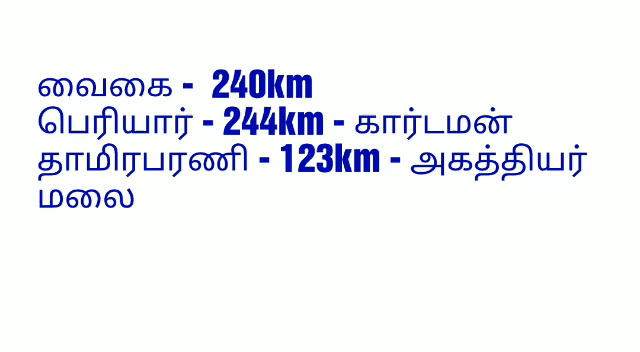 வைகை - 240km
பெரியார் - 244km - கார்டமன்
தாமிரபரணி - 123km - அகத்தியர்
மலை